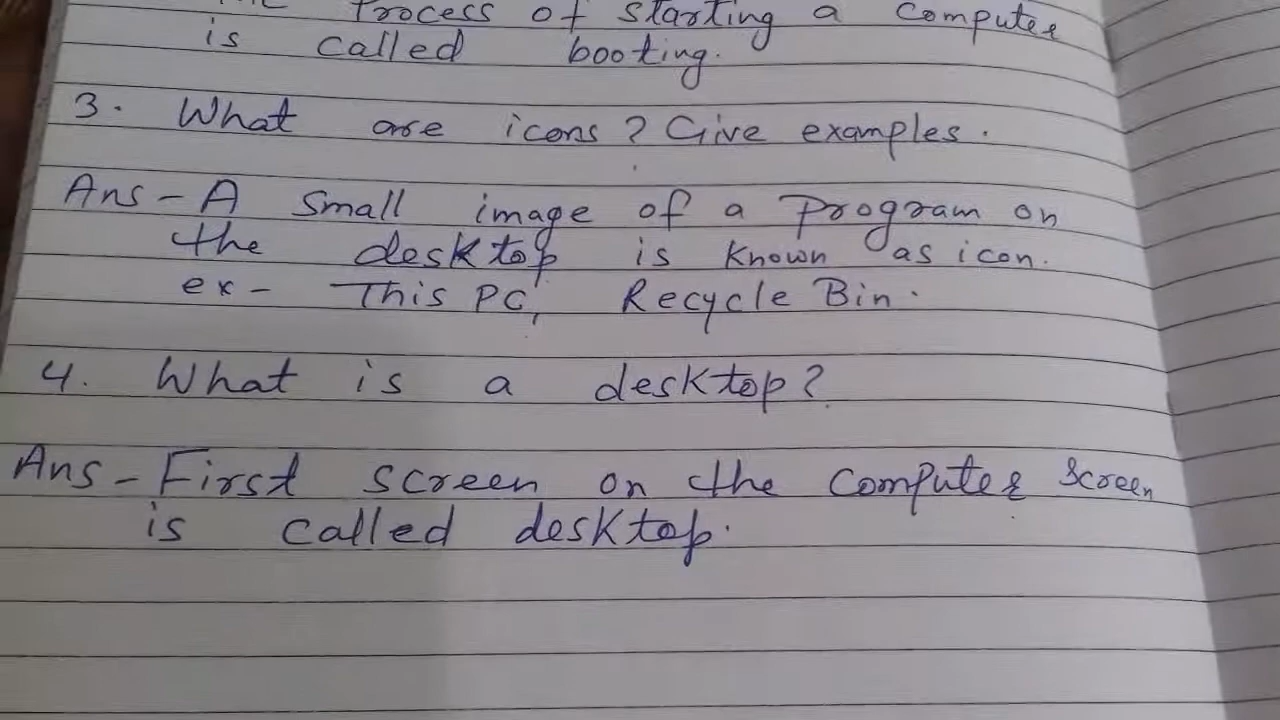 Process of starting a computer
is called booting.
3. What are icons? Give examples.
Ans - A small image of a program on
the desktop is known as icon.
ex - This PC, Recycle Bin.
4. What is a desktop?
Ans - First screen on the computer screen
is called desktop.